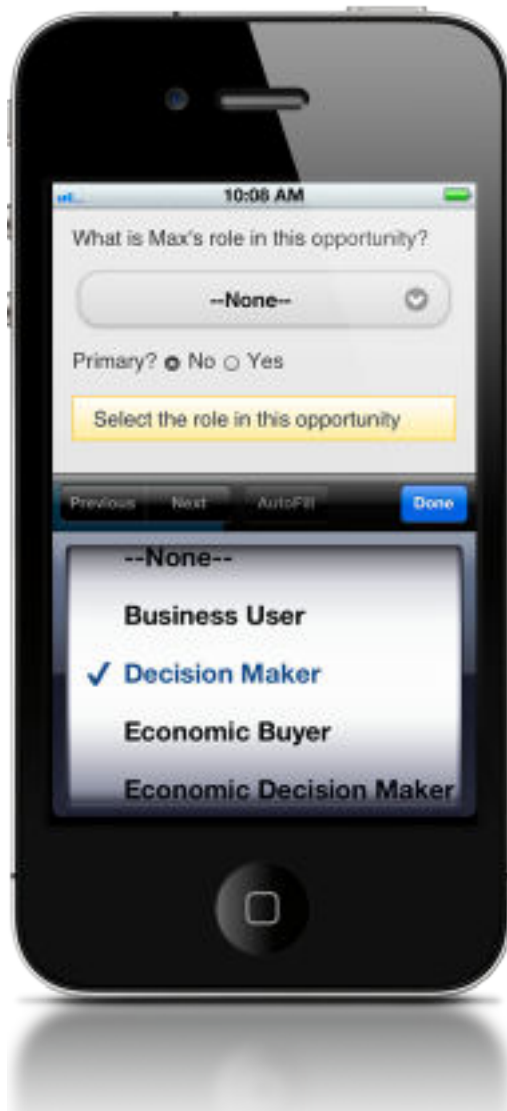 10:08 AM
What is Max's role in this opportunity?
--None--
Primary? No Yes
Select the role in this opportunity
Previous Next AutoFill Done
--None--
Business User
Decision Maker
Economic Buyer
Economic Decision Maker